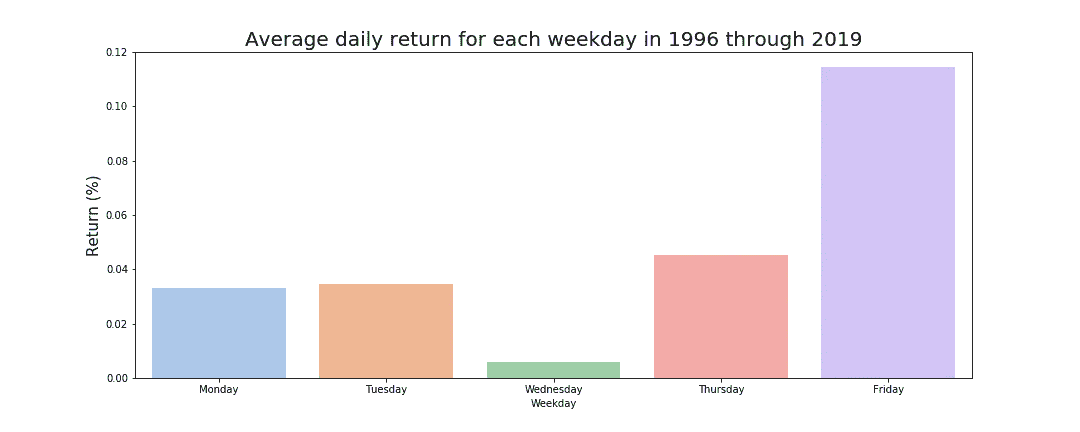 Average daily return for each weekday in 1996 through 2019
Return (%)
0.12
0.10
0.08
0.06
0.04
0.02
0.00
Monday Tuesday Wednesday Thursday Friday
Weekday